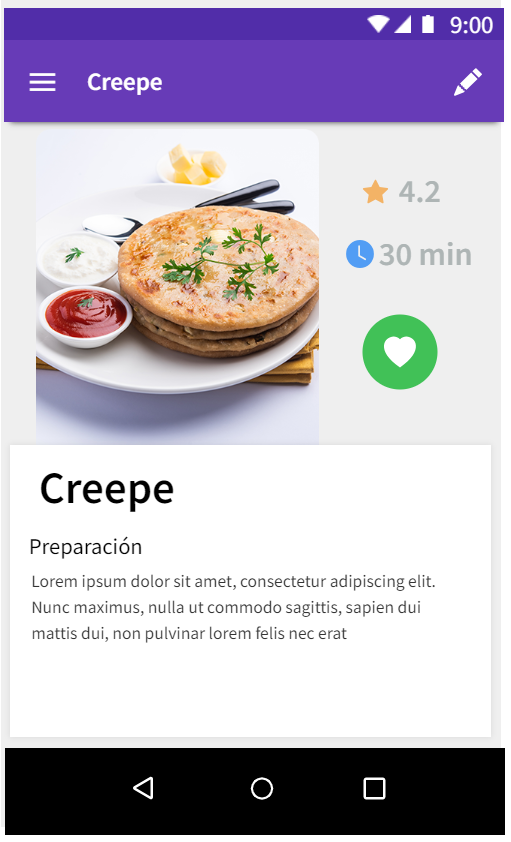 9:00
Creepe
4.2
30 min
Creepe
Preparación
Lorem ipsum dolor sit amet, consectetur adipiscing elit.
Nunc maximus, nulla ut commodo sagittis, sapien dui
mattis dui, non pulvinar lorem felis nec erat